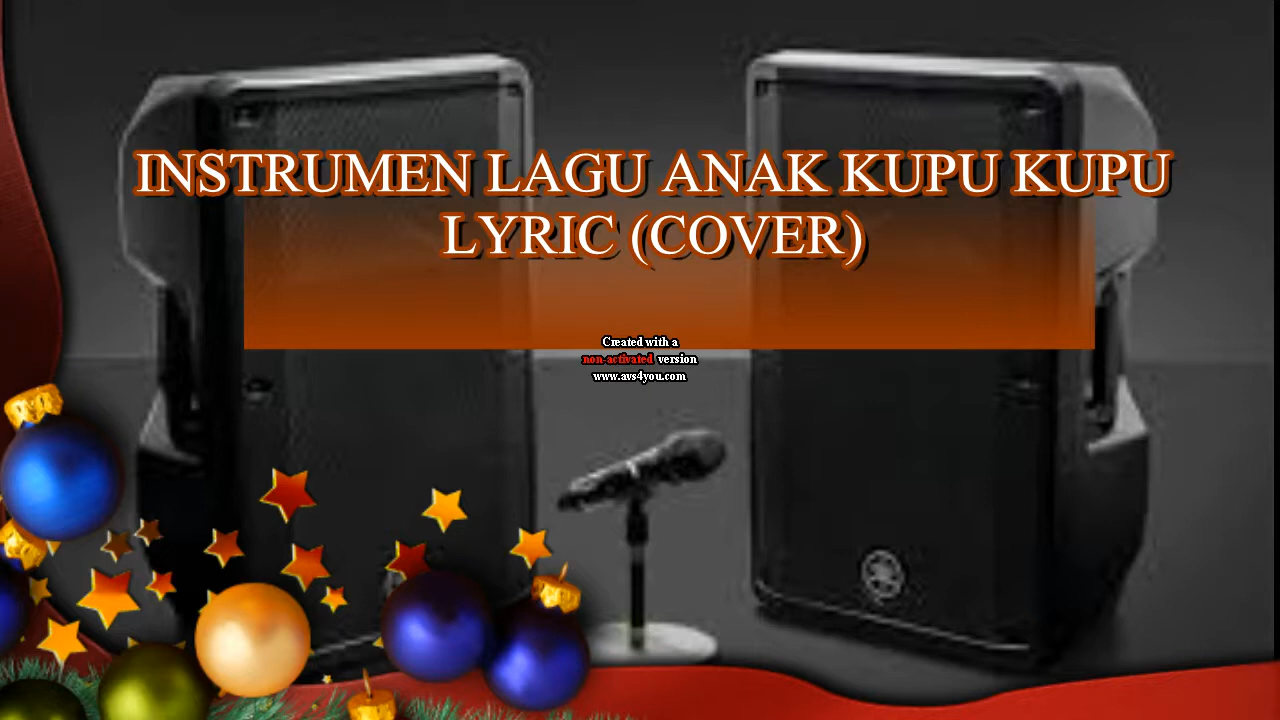 INSTRUMEN LAGU ANAK KUPU KUPU
LYRIC (COVER)
Created with a
non-activated version
www.avs4you.com